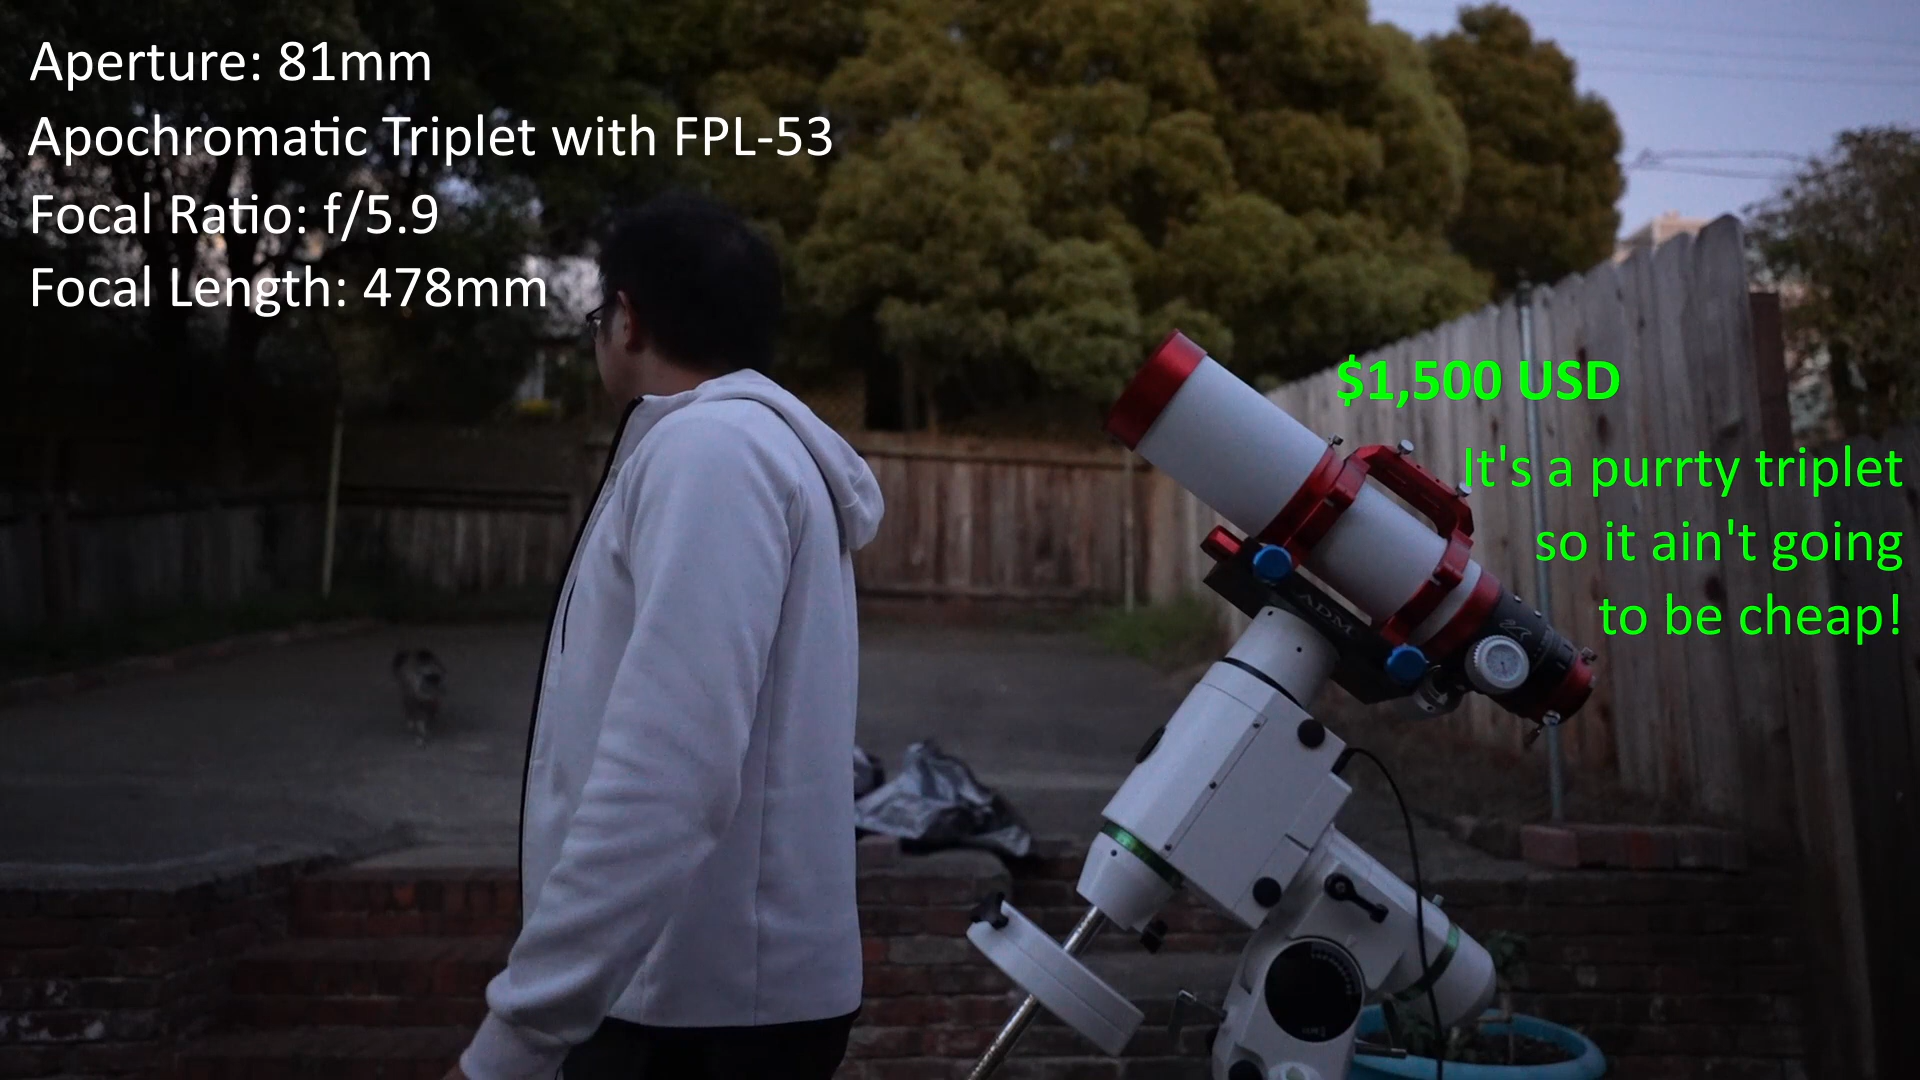 Aperture: 81mm
Apochromatic Triplet with FPL-53
Focal Ratio: f/5.9
Focal Length: 478mm
$1,500 USD
It's a purrty triplet
so it ain't going
to be cheap!
ADM